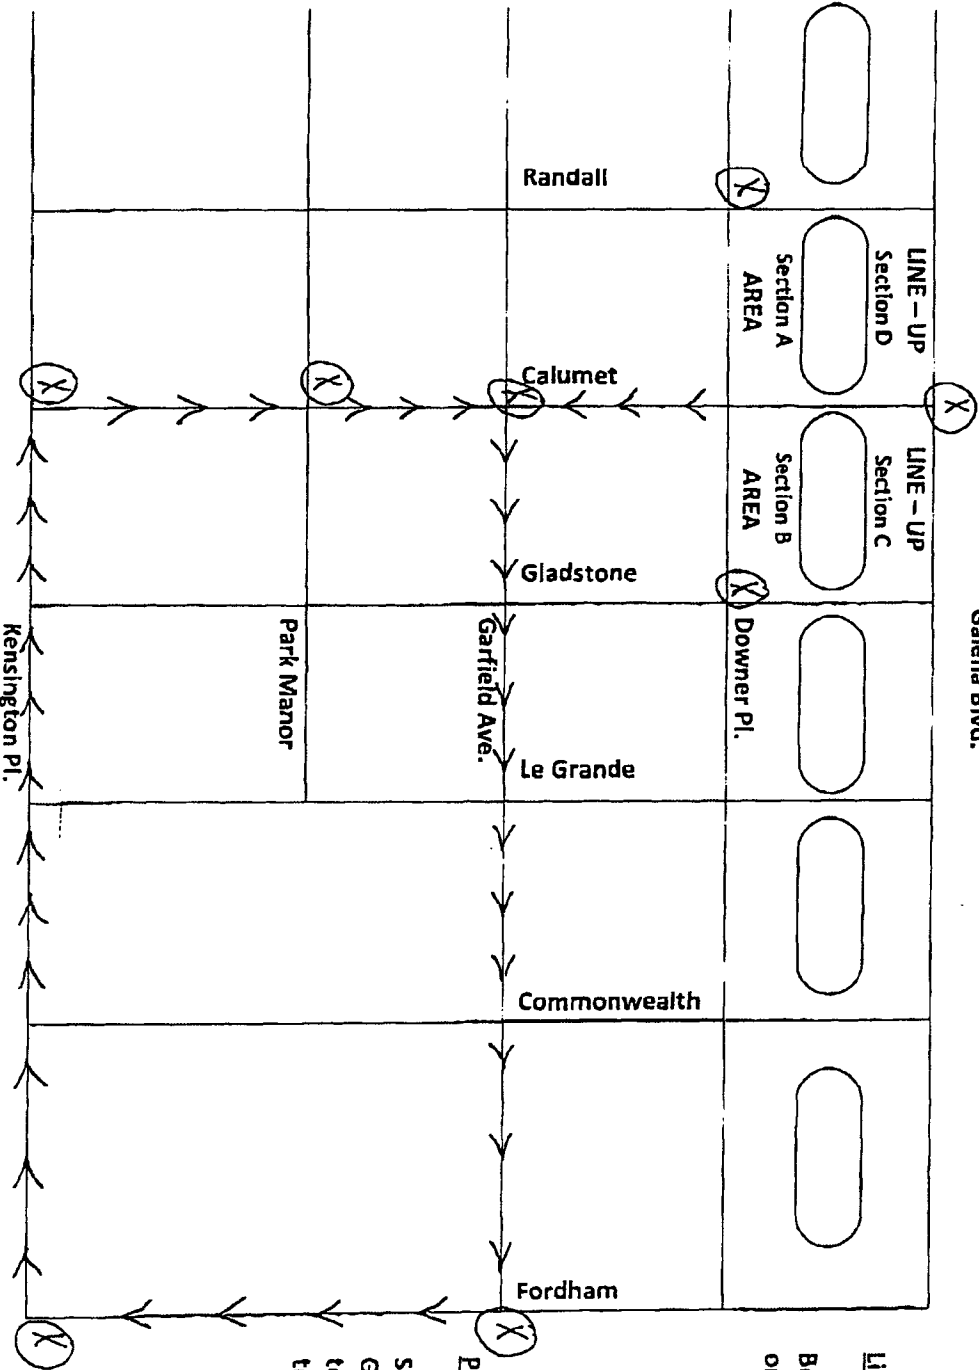 Randall
LINE – UP
Section D
Section A
AREA
Calumet
LINE – UP
Section C
Section B
AREA
Gladstone
Galena Blvd.
Downer Pl.
Garfield Ave.
Park Manor
Kensington Pl.
Le Grande
Commonwealth
Fordham
X
X
X
X
X
X
X
X